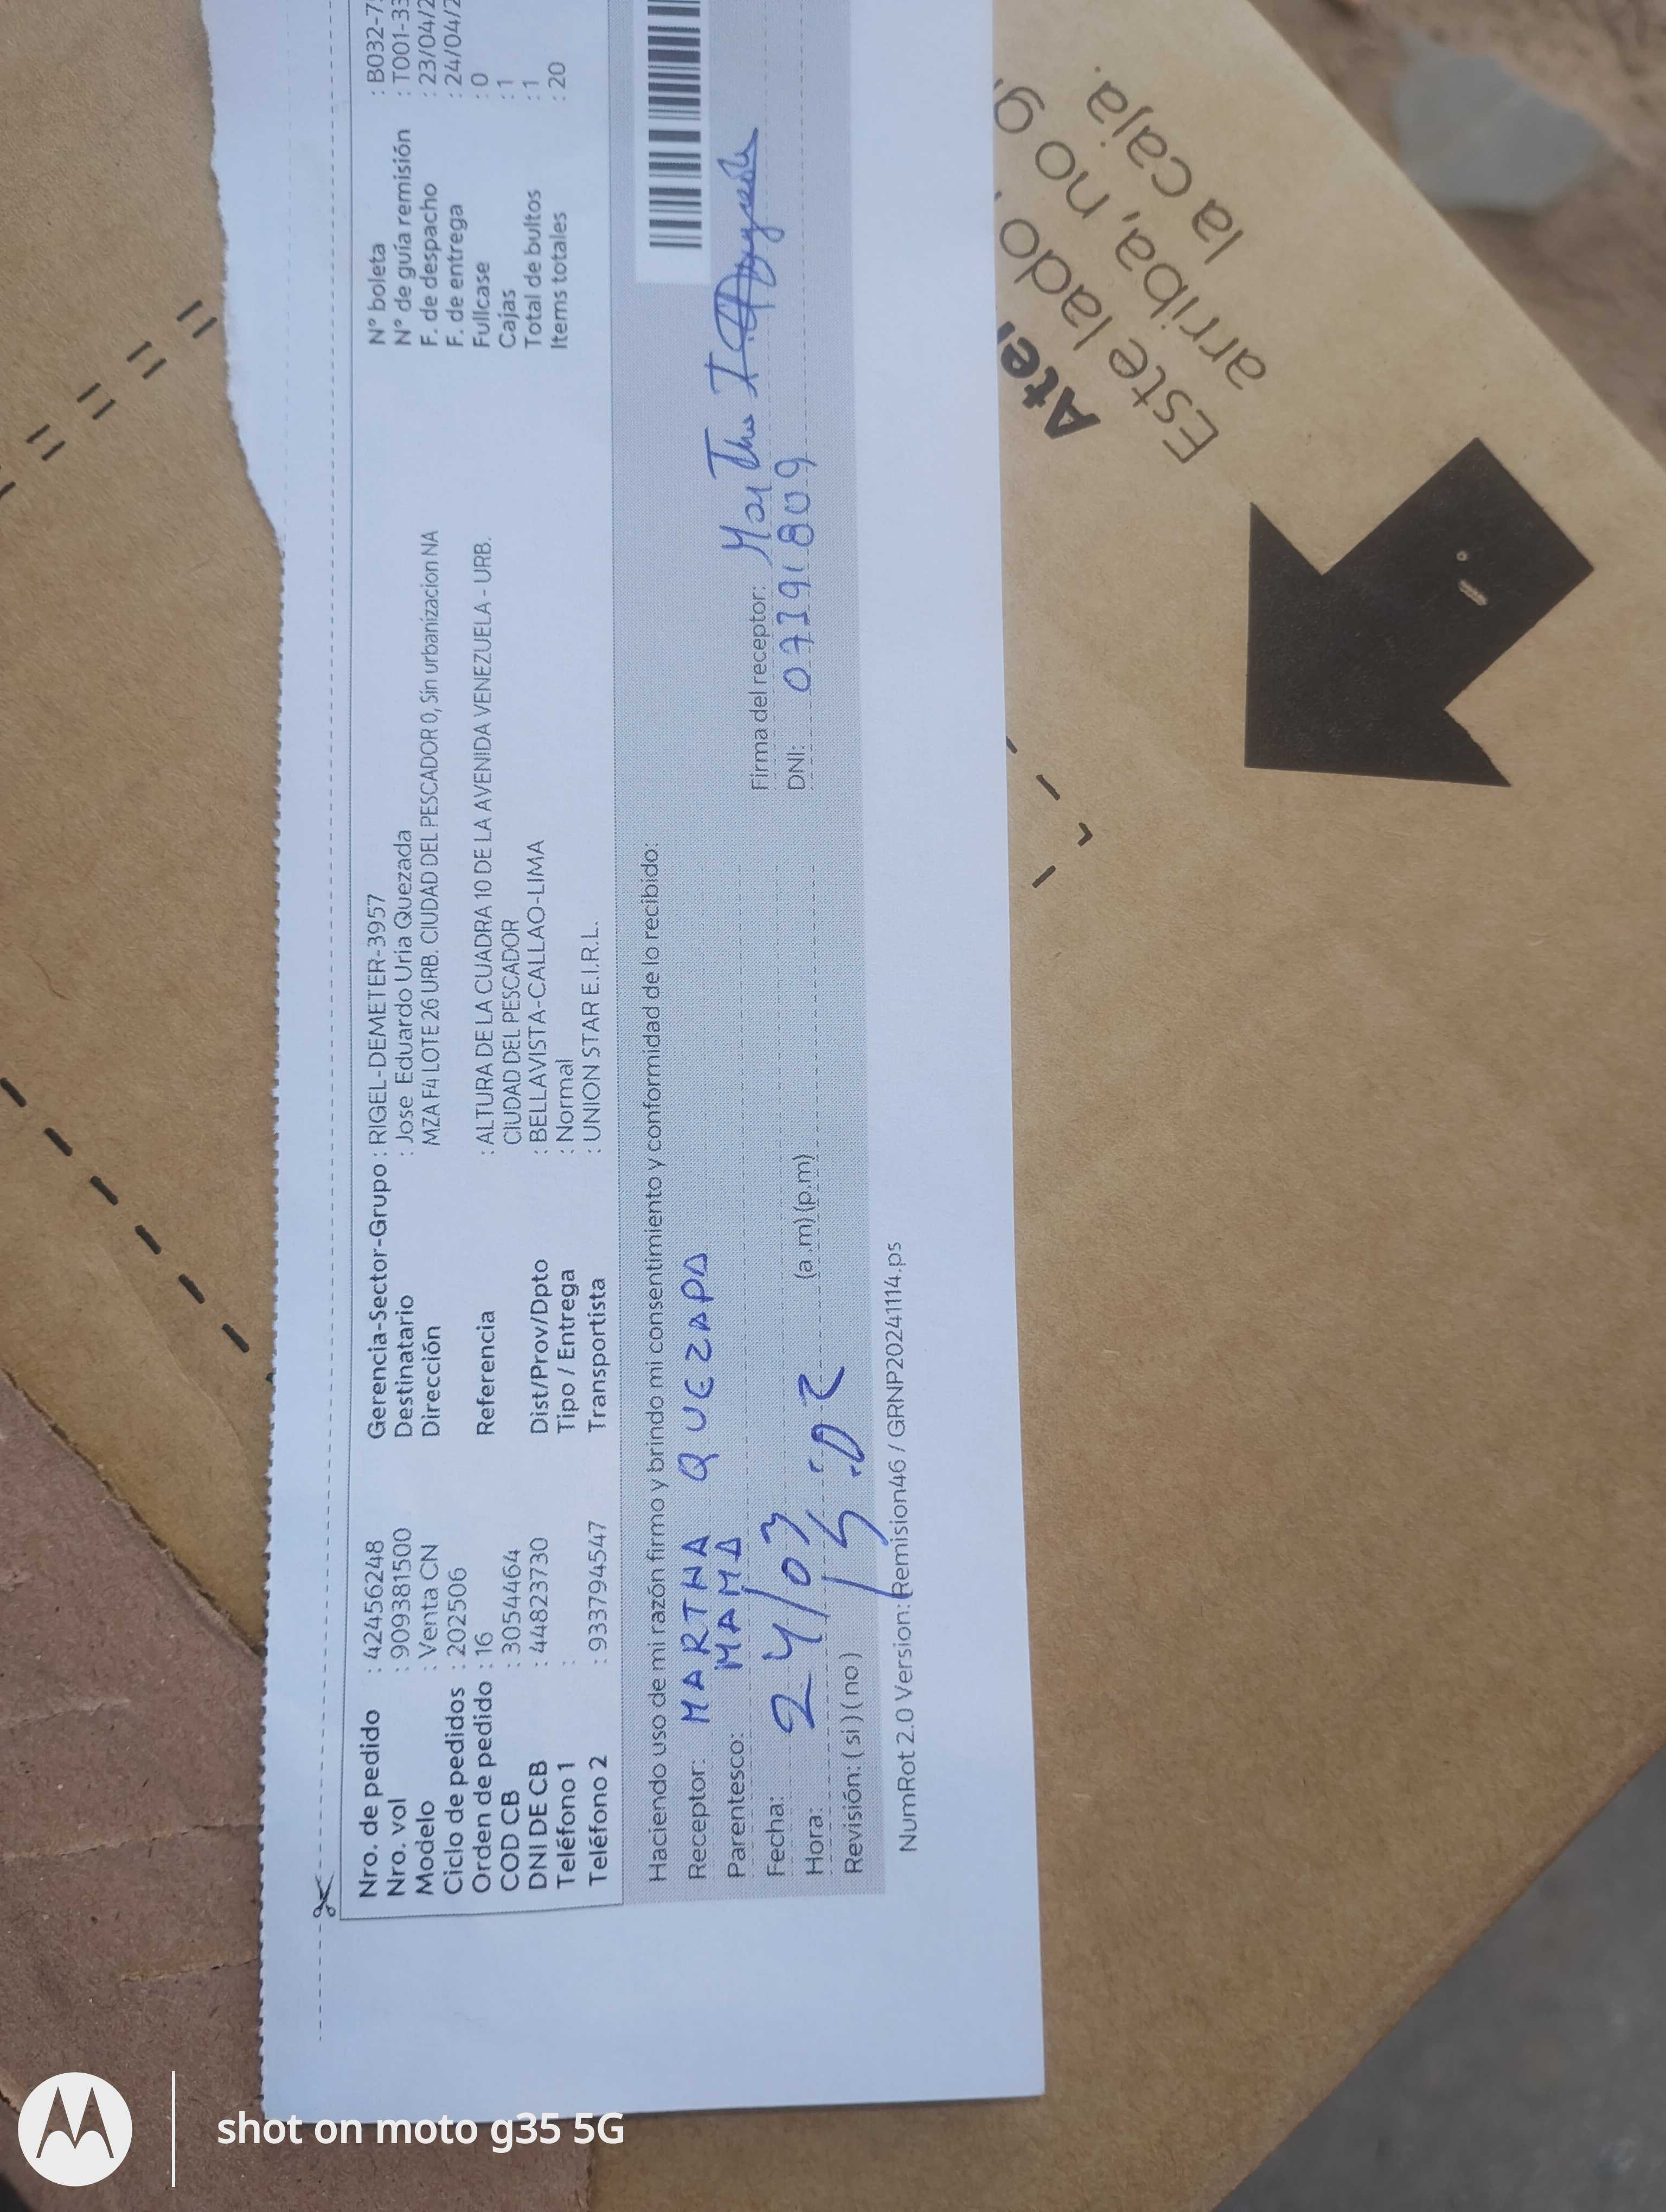 Nro. de pedido : 42456248
Nro. vol : 909381500
Modelo : Venta CN
Ciclo de pedidos : 202506
Orden de pedido : 16
COD CB : 3054464
DNI DE CB : 44823730
Teléfono 1 :
Teléfono 2 : 933794547
Gerencia-Sector-Grupo : RIGEL-DEMETER-3957
Destinatario : Jose Eduardo Uria Quezada
Dirección MZA F4 LOTE 26 URB. CIUDAD DEL PESCADOR 0, Sin urbanizacion NA
Referencia : ALTURA DE LA CUADRA 10 DE LA AVENIDA VENEZUELA - URB.
CIUDAD DEL PESCADOR
Dist/Prov/Dpto : BELLAVISTA-CALLAO-LIMA
Tipo / Entrega : Normal
Transportista : UNION STAR E.I.R.L.
N° boleta : B032-7
N° de guía remisión : T001-33
F. de despacho : 23/04/2
F. de entrega : 24/04/2
Fullcase : 0
Cajas : 1
Total de bultos : 1
Items totales : 20
Haciendo uso de mi razón firmo y brindo mi consentimiento y conformidad de lo recibido:
Receptor: MARTHA QUEZADA
Parentesco: MAMA
Fecha: 24/03
Hora: 15:02 (a.m) (p.m)
Revisión: ( si ) ( no )
Firma del receptor:
DNI:
NumRot 2.0 Version: Remision46 / GRNP20241114.ps
Aten
Este lado
arriba, no g
la caja.
shot on moto g35 5G